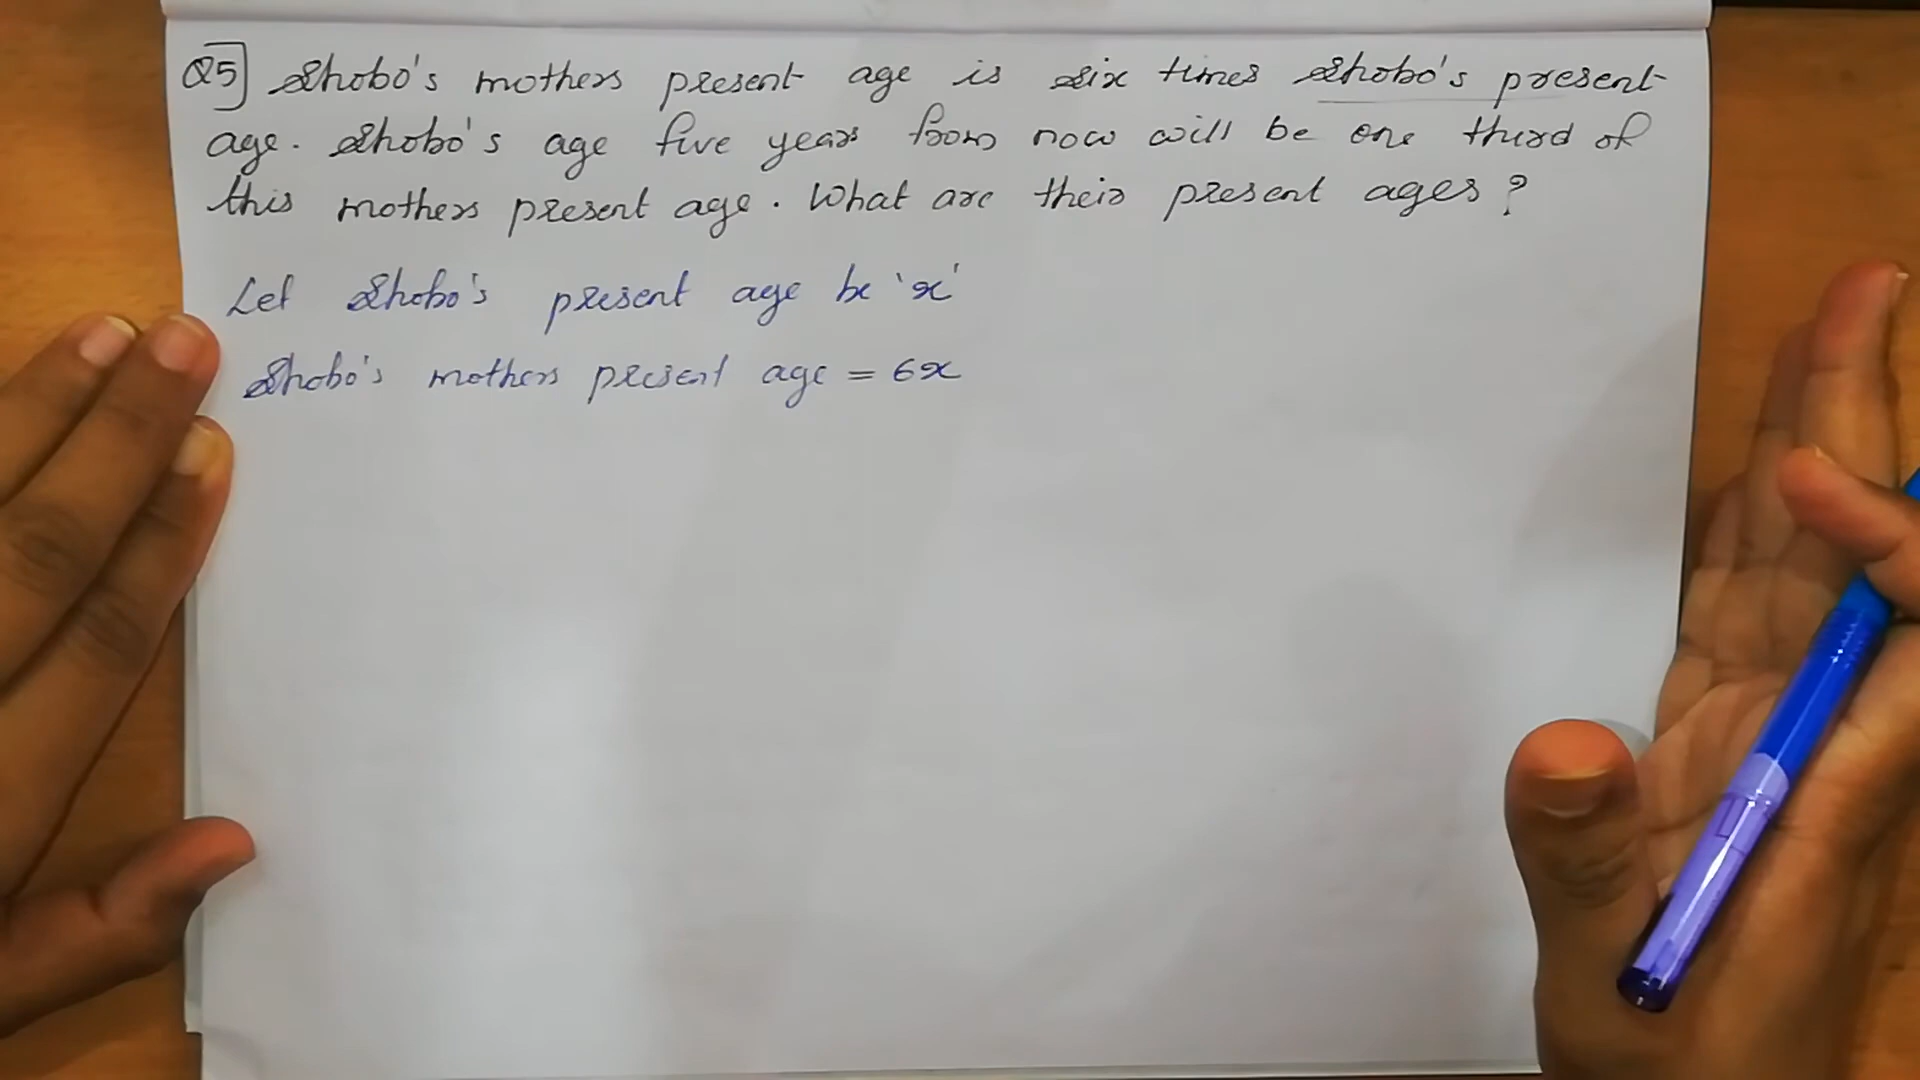 Q5] Shobo's mothers present age is six times Shobo's present
age. Shobo's age five years from now will be one third of
this mothers present age. What are their present ages?
Let Shobo's present age be 'x'
Shobo's mothers present age = 6x